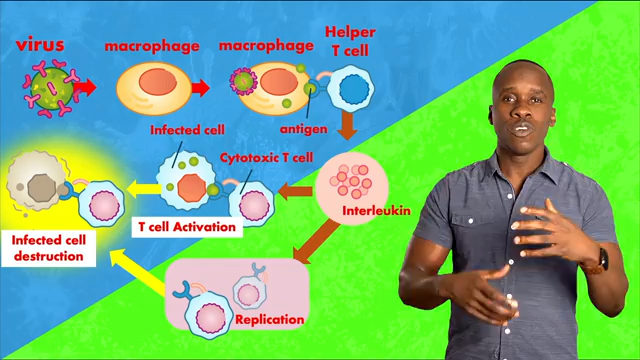 virus
macrophage
macrophage
Helper
T cell
antigen
Infected cell
Cytotoxic T cell
Interleukin
T cell Activation
Infected cell
destruction
Replication